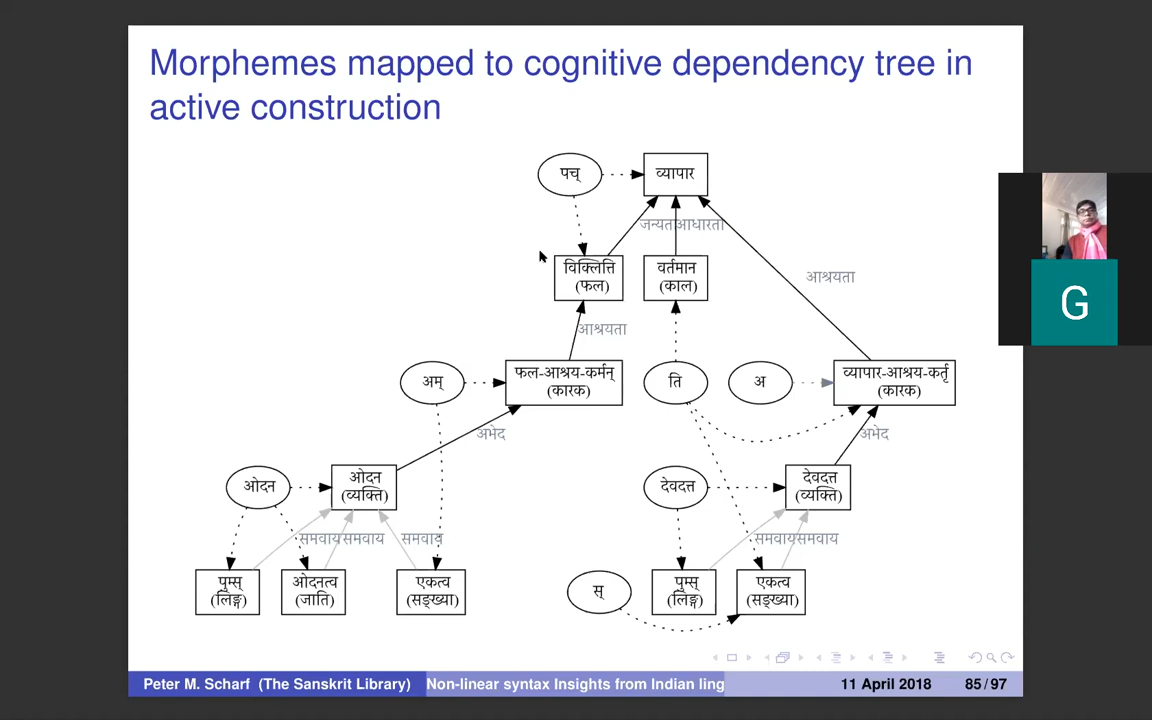 Morphemes mapped to cognitive dependency tree in
active construction
पच्
व्यापार
जन्यता
आधारता
विक्लित्ति
(फल)
वर्तमान
(काल)
आश्रयता
आश्रयता
अम्
फल-आश्रय-कर्मन्
(कारक)
ति
अ
व्यापार-आश्रय-कर्तृ
(कारक)
अभेद
अभेद
ओदन
ओदन
(व्यक्ति)
देवदत्त
देवदत्त
(व्यक्ति)
समवाय
समवाय
समवाय
समवाय
समवाय
पुम्स्
(लिङ्ग)
ओदनत्व
(जाति)
एकत्व
(सङ्ख्या)
स्
पुम्स्
(लिङ्ग)
एकत्व
(सङ्ख्या)
G
Peter M. Scharf (The Sanskrit Library) Non-linear syntax Insights from Indian ling 11 April 2018 85/97